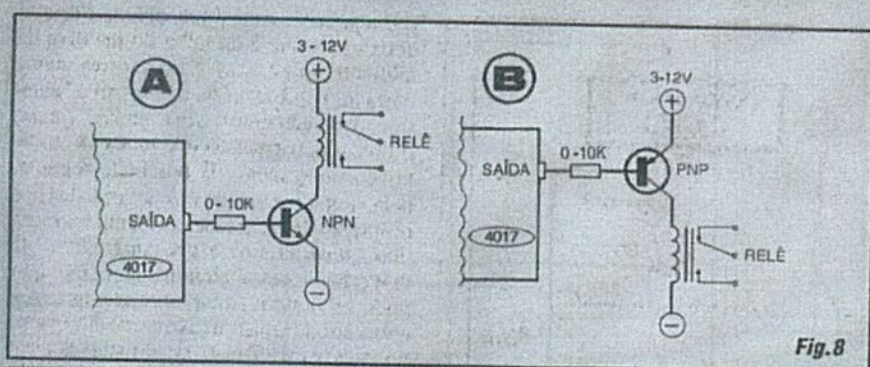 A
3 - 12V
RELÊ
0 - 10K
SAÍDA
NPN
4017
B
3-12V
0 -10K
SAÍDA
PNP
4017
RELÊ
Fig.8